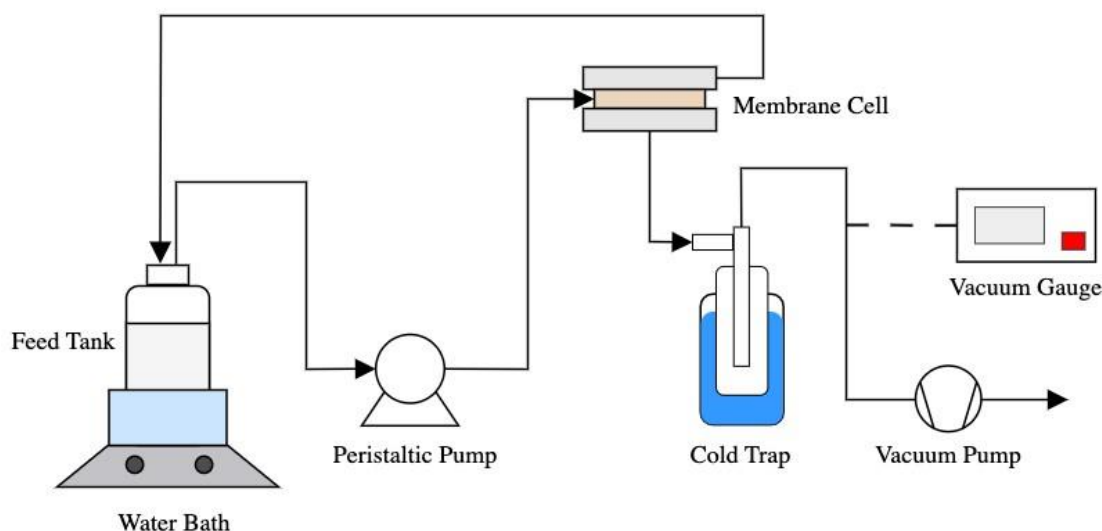 Membrane Cell
Vacuum Gauge
Feed Tank
Peristaltic Pump
Cold Trap
Vacuum Pump
Water Bath